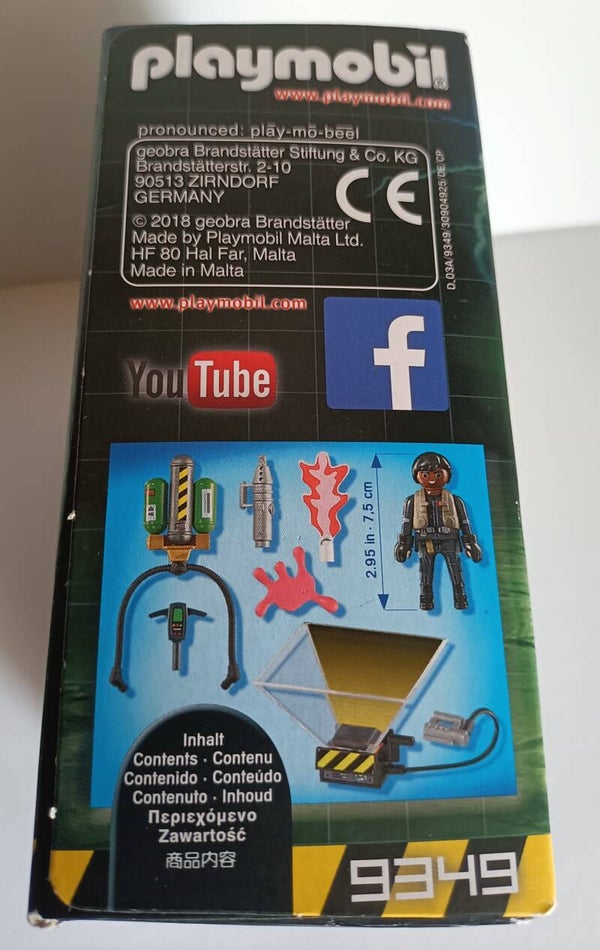 playmobil®
www.playmobil.com
pronounced: plāy-mō-bēēl
geobra Brandstätter Stiftung & Co. KG
Brandstätterstr. 2-10
90513 ZIRNDORF
GERMANY
CE
© 2018 geobra Brandstätter
Made by Playmobil Malta Ltd.
HF 80 Hal Far, Malta
Made in Malta
D_03A/9349/30904925/DE CP
www.playmobil.com
YouTube
f
2.95 in · 7,5 cm
Inhalt
Contents · Contenu
Contenido · Conteúdo
Contenuto · Inhoud
Περιεχόμενο
Zawartość
商品内容
9349